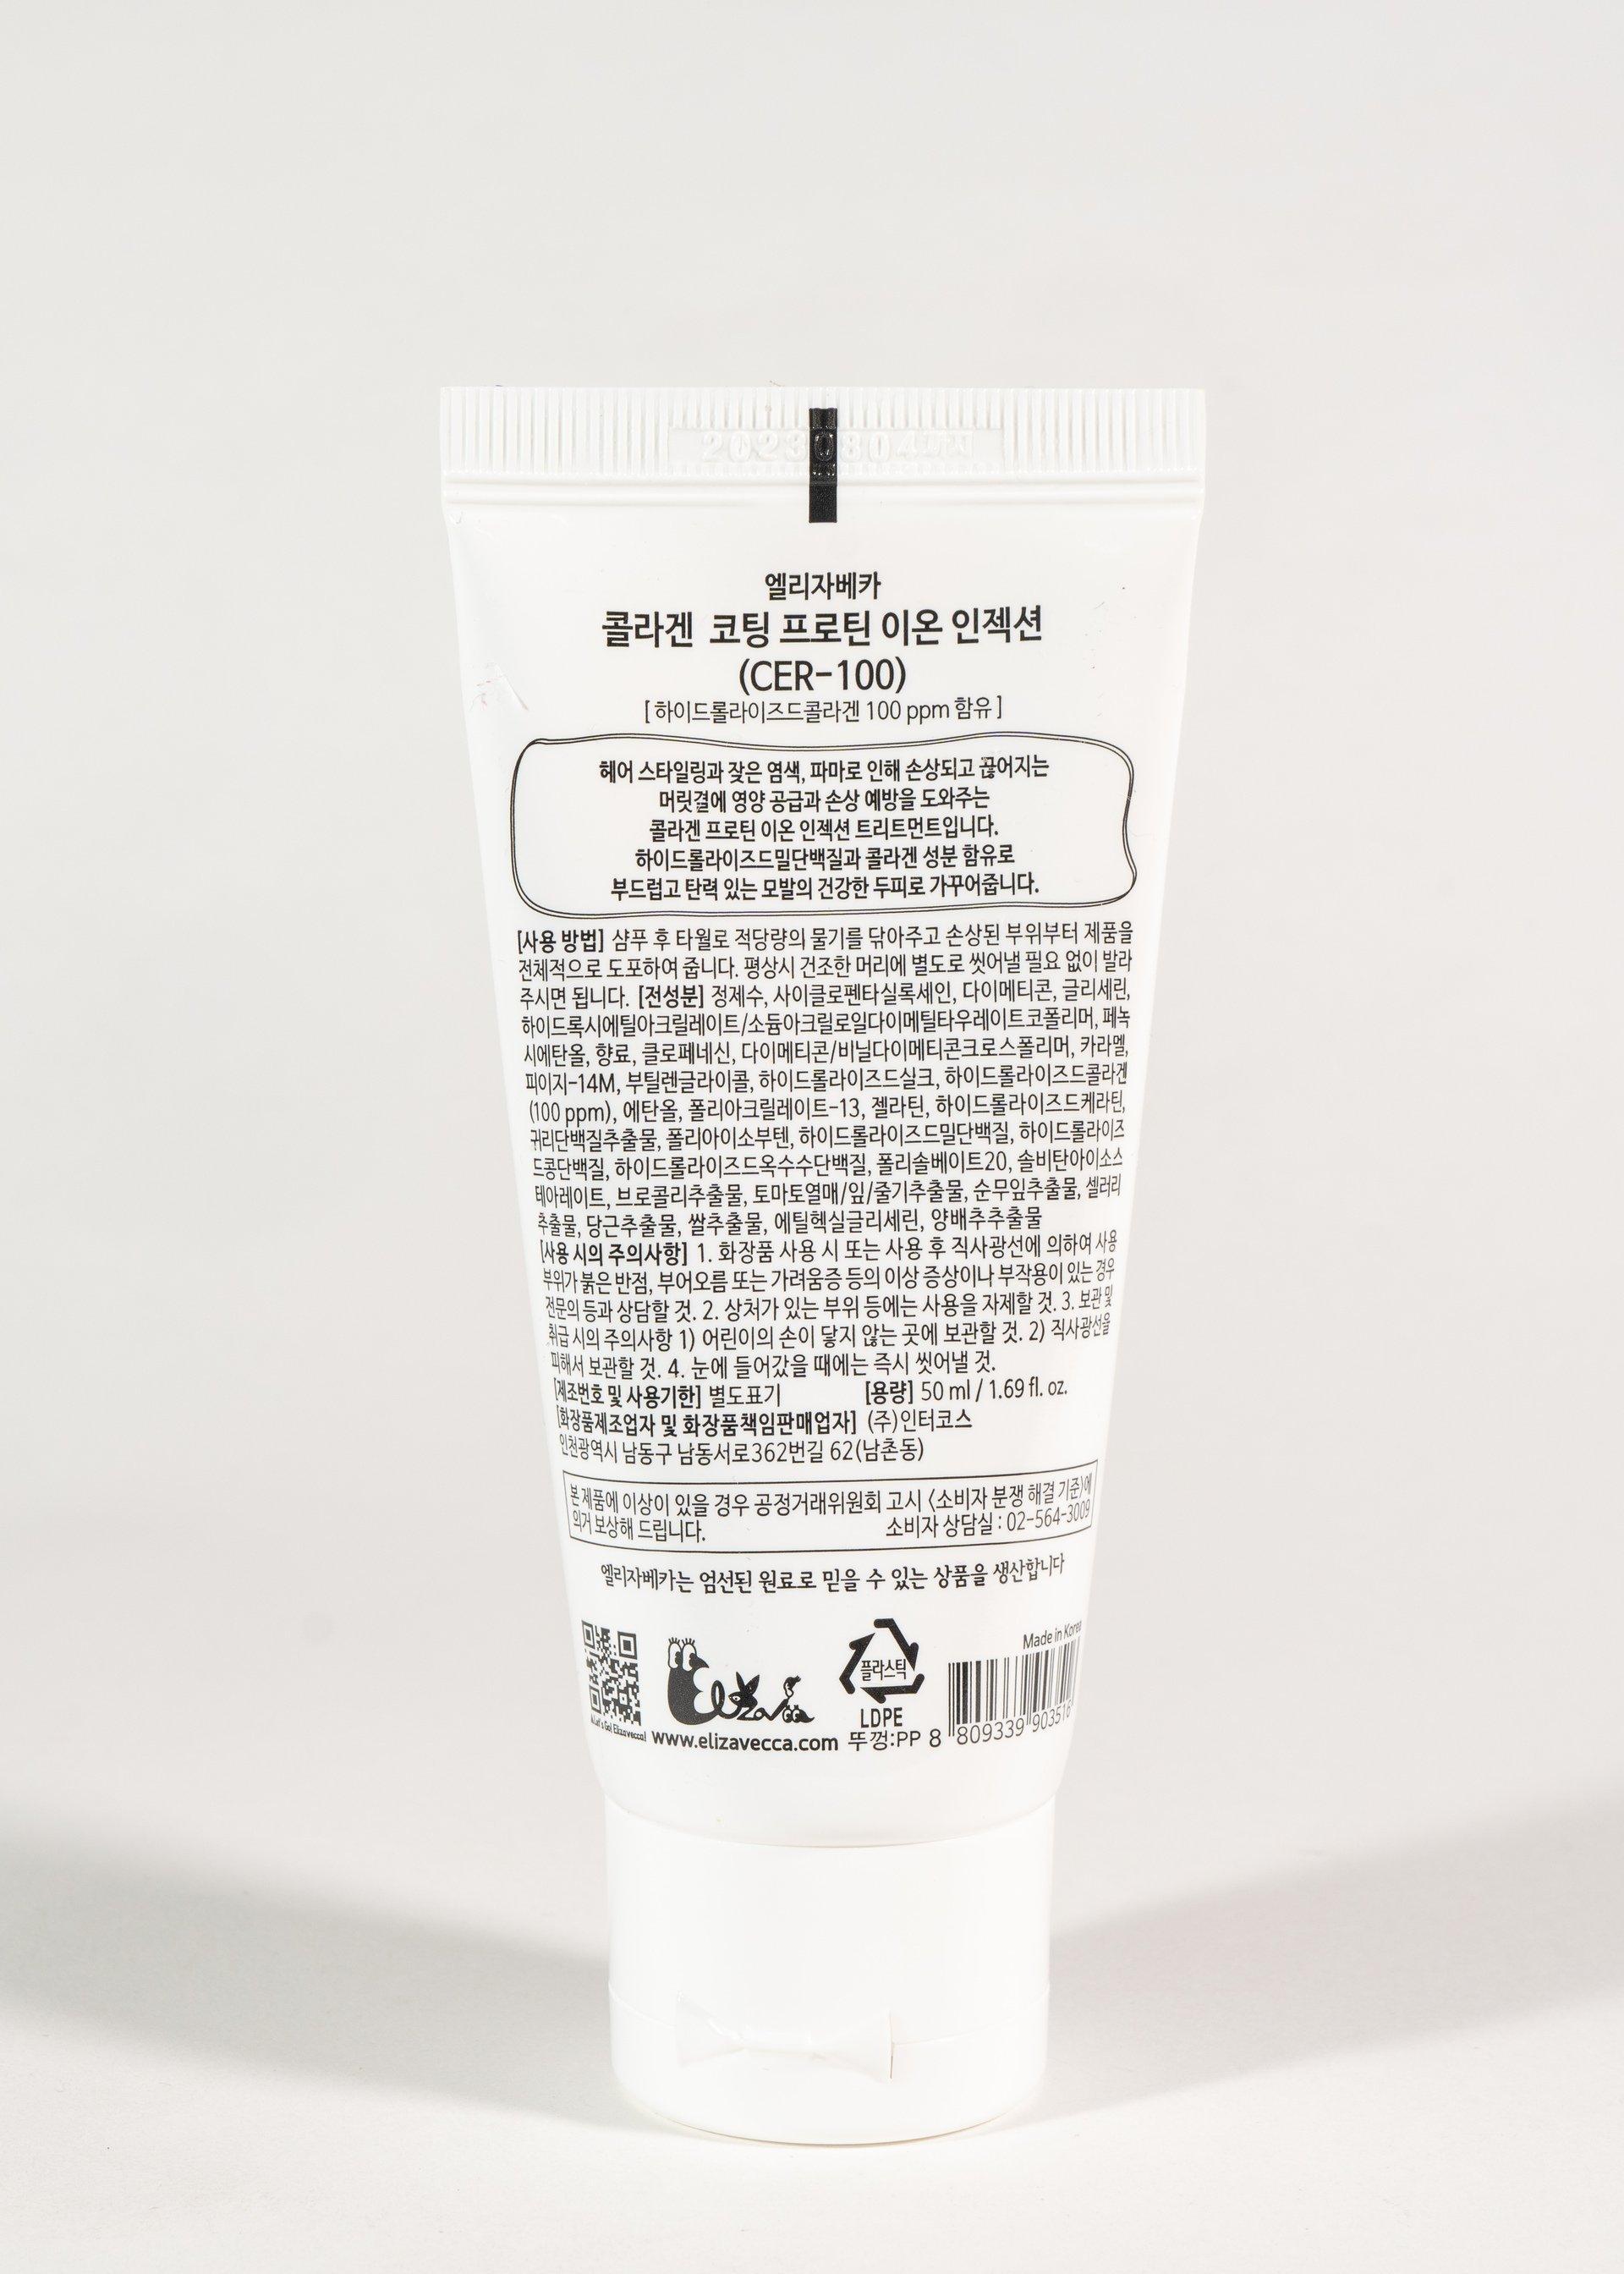 20230804까지
엘리자베카
콜라겐 코팅 프로틴 이온 인젝션
(CER-100)
[ 하이드롤라이즈드콜라겐 100 ppm 함유 ]
헤어 스타일링과 잦은 염색, 파마로 인해 손상되고 끊어지는
머릿결에 영양 공급과 손상 예방을 도와주는
콜라겐 프로틴 이온 인젝션 트리트먼트입니다.
하이드롤라이즈드밀단백질과 콜라겐 성분 함유로
부드럽고 탄력 있는 모발의 건강한 두피로 가꾸어줍니다.
[사용 방법] 샴푸 후 타월로 적당량의 물기를 닦아주고 손상된 부위부터 제품을
전체적으로 도포하여 줍니다. 평상시 건조한 머리에 별도로 씻어낼 필요 없이 발라
주시면 됩니다. [전성분] 정제수, 사이클로펜타실록세인, 다이메티콘, 글리세린,
하이드록시에틸아크릴레이트/소듐아크릴로일다이메틸타우레이트코폴리머, 페녹
시에탄올, 향료, 클로페네신, 다이메티콘/비닐다이메티콘크로스폴리머, 카라멜,
피이지-14M, 부틸렌글라이콜, 하이드롤라이즈드실크, 하이드롤라이즈드콜라겐
(100 ppm), 에탄올, 폴리아크릴레이트-13, 젤라틴, 하이드롤라이즈드케라틴,
귀리단백질추출물, 폴리아이소부텐, 하이드롤라이즈드밀단백질, 하이드롤라이즈
드콩단백질, 하이드롤라이즈드옥수수단백질, 폴리솔베이트20, 솔비탄아이소스
테아레이트, 브로콜리추출물, 토마토열매/잎/줄기추출물, 순무잎추출물, 셀러리
추출물, 당근추출물, 쌀추출물, 에틸헥실글리세린, 양배추추출물
[사용 시의 주의사항] 1. 화장품 사용 시 또는 사용 후 직사광선에 의하여 사용
부위가 붉은 반점, 부어오름 또는 가려움증 등의 이상 증상이나 부작용이 있는 경우
전문의 등과 상담할 것. 2. 상처가 있는 부위 등에는 사용을 자제할 것. 3. 보관 및
취급 시의 주의사항 1) 어린이의 손이 닿지 않는 곳에 보관할 것. 2) 직사광선을
피해서 보관할 것. 4. 눈에 들어갔을 때에는 즉시 씻어낼 것.
[제조번호 및 사용기한] 별도표기 [용량] 50 ml / 1.69 fl. oz.
[화장품제조업자 및 화장품책임판매업자] (주)인터코스
인천광역시 남동구 남동서로362번길 62(남촌동)
본 제품에 이상이 있을 경우 공정거래위원회 고시 〈소비자 분쟁 해결 기준〉에
의거 보상해 드립니다. 소비자 상담실 : 02-564-3009
엘리자베카는 엄선된 원료로 믿을 수 있는 상품을 생산합니다
Made in Korea
Elizavecca
플라스틱
LDPE
뚜껑:PP
www.elizavecca.com
8 809339 903516